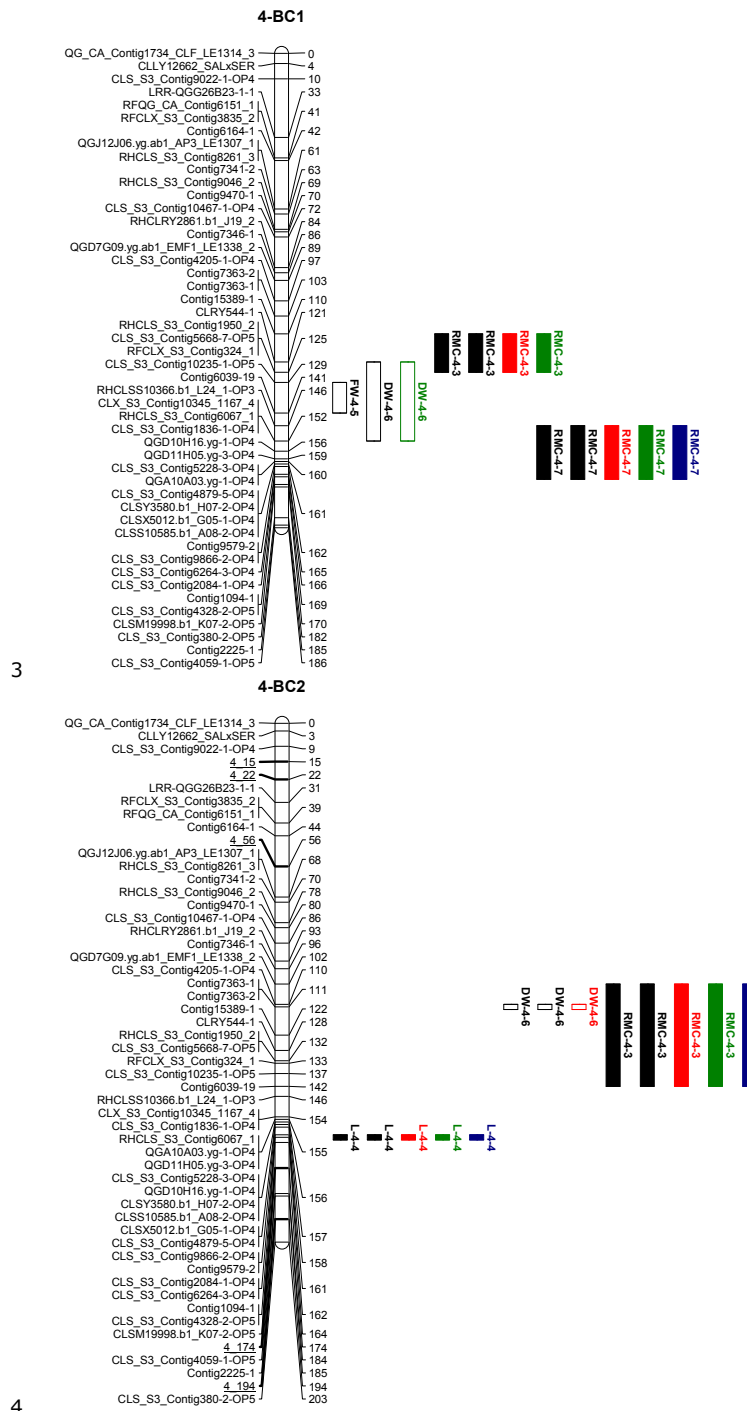 4-BC1
QG_CA_Contig1734_CLF_LE1314_3 0
CLLY12662_SALxSER 4
CLS_S3_Contig9022-1-OP4 10
LRR-QGG26B23-1-1 33
RFQG_CA_Contig6151_1
RFCLX_S3_Contig3835_2
41
Contig6164-1 42
QGJ12J06.yg.ab1_AP3_LE1307_1
RHCLS_S3_Contig8261_3
61
Contig7341-2 63
RHCLS_S3_Contig9046_2 69
Contig9470-1 70
CLS_S3_Contig10467-1-OP4 72
RHCLRY2861.b1_J19_2 84
Contig7346-1 86
QGD7G09.yg.ab1_EMF1_LE1338_2 89
CLS_S3_Contig4205-1-OP4 97
Contig7363-2
Contig7363-1
103
Contig15389-1 110
CLRY544-1 121
RHCLS_S3_Contig1950_2
CLS_S3_Contig5668-7-OP5
RFCLX_S3_Contig324_1
125
CLS_S3_Contig10235-1-OP5 129
Contig6039-19 141
RHCLSS10366.b1_L24_1-OP3 146
CLX_S3_Contig10345_1167_4
RHCLS_S3_Contig6067_1
CLS_S3_Contig1836-1-OP4
152
QGD10H16.yg-1-OP4 156
QGD11H05.yg-3-OP4 159
CLS_S3_Contig5228-3-OP4
QGA10A03.yg-1-OP4
160
CLS_S3_Contig4879-5-OP4
CLSY3580.b1_H07-2-OP4
CLSX5012.b1_G05-1-OP4
CLSS10585.b1_A08-2-OP4
161
Contig9579-2
CLS_S3_Contig9866-2-OP4
162
CLS_S3_Contig6264-3-OP4 165
CLS_S3_Contig2084-1-OP4 166
Contig1094-1
CLS_S3_Contig4328-2-OP5
169
CLSM19998.b1_K07-2-OP5 170
CLS_S3_Contig380-2-OP5 182
Contig2225-1 185
CLS_S3_Contig4059-1-OP5 186
FW-4-5
DW-4-6
DW-4-6
RMC-4-3
RMC-4-3
RMC-4-3
RMC-4-3
RMC-4-7
RMC-4-7
RMC-4-7
RMC-4-7
RMC-4-7
3
4-BC2
QG_CA_Contig1734_CLF_LE1314_3 0
CLLY12662_SALxSER 3
CLS_S3_Contig9022-1-OP4 9
4_15 15
4_22 22
LRR-QGG26B23-1-1 31
RFCLX_S3_Contig3835_2
RFQG_CA_Contig6151_1
39
Contig6164-1 44
4_56 56
QGJ12J06.yg.ab1_AP3_LE1307_1
RHCLS_S3_Contig8261_3
68
Contig7341-2 70
RHCLS_S3_Contig9046_2 78
Contig9470-1 80
CLS_S3_Contig10467-1-OP4 86
RHCLRY2861.b1_J19_2 93
Contig7346-1 96
QGD7G09.yg.ab1_EMF1_LE1338_2 102
CLS_S3_Contig4205-1-OP4 110
Contig7363-1
Contig7363-2
111
Contig15389-1 122
CLRY544-1 128
RHCLS_S3_Contig1950_2
CLS_S3_Contig5668-7-OP5
132
RFCLX_S3_Contig324_1 133
CLS_S3_Contig10235-1-OP5 137
Contig6039-19 142
RHCLSS10366.b1_L24_1-OP3 146
CLX_S3_Contig10345_1167_4
CLS_S3_Contig1836-1-OP4
154
RHCLS_S3_Contig6067_1
QGA10A03.yg-1-OP4
QGD11H05.yg-3-OP4
155
CLS_S3_Contig5228-3-OP4
QGD10H16.yg-1-OP4
CLSY3580.b1_H07-2-OP4
CLSS10585.b1_A08-2-OP4
156
CLSX5012.b1_G05-1-OP4
CLS_S3_Contig4879-5-OP4
157
CLS_S3_Contig9866-2-OP4
Contig9579-2
158
CLS_S3_Contig2084-1-OP4
CLS_S3_Contig6264-3-OP4
161
Contig1094-1
CLS_S3_Contig4328-2-OP5
162
CLSM19998.b1_K07-2-OP5 164
4_174 174
CLS_S3_Contig4059-1-OP5 184
Contig2225-1 185
4_194 194
CLS_S3_Contig380-2-OP5 203
L-4-4
L-4-4
L-4-4
L-4-4
L-4-4
DW-4-6
DW-4-6
DW-4-6
RMC-4-3
RMC-4-3
RMC-4-3
RMC-4-3
4